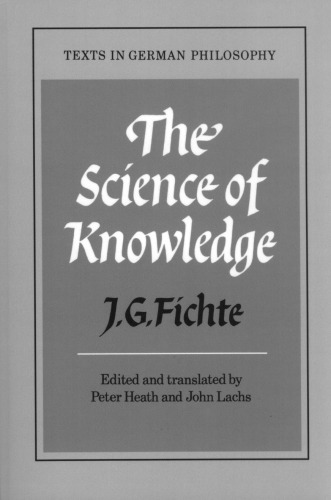 TEXTS IN GERMAN PHILOSOPHY
The
Science of
Knowledge
J.G.Fichte
Edited and translated by
Peter Heath and John Lachs